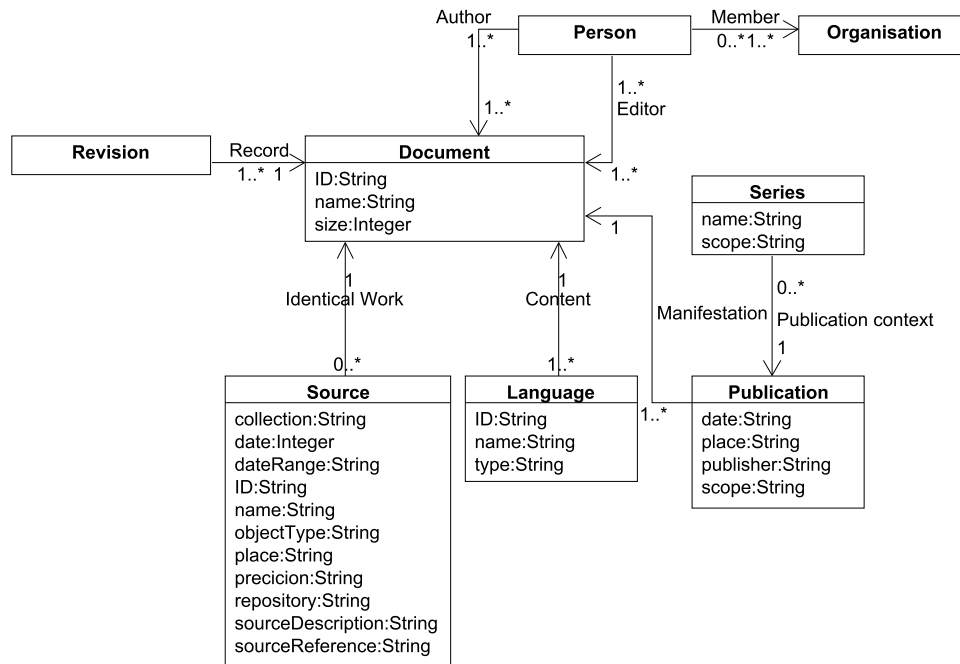 Author
1..*
Person
Member
0..*1..*
Organisation
1..*
1..*
Editor
Revision
Record
1..* 1
Document
ID:String
name:String
size:Integer
1..*
1
Series
name:String
scope:String
1
Identical Work
0..*
1
Content
1..*
Manifestation
1..*
0..*
Publication context
1
Source
collection:String
date:Integer
dateRange:String
ID:String
name:String
objectType:String
place:String
precicion:String
repository:String
sourceDescription:String
sourceReference:String
Language
ID:String
name:String
type:String
Publication
date:String
place:String
publisher:String
scope:String